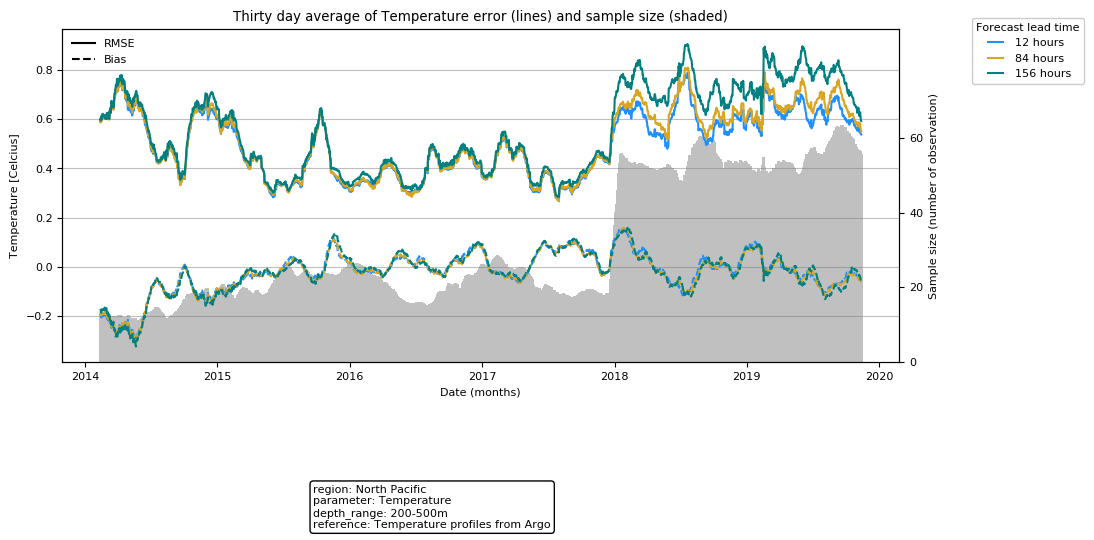 Thirty day average of Temperature error (lines) and sample size (shaded)
Forecast lead time
12 hours
84 hours
156 hours
RMSE
Bias
Temperature [Celcius]
0.8
0.6
0.4
0.2
0.0
−0.2
Sample size (number of observation)
60
40
20
0
2014 2015 2016 2017 2018 2019 2020
Date (months)
region: North Pacific
parameter: Temperature
depth_range: 200-500m
reference: Temperature profiles from Argo